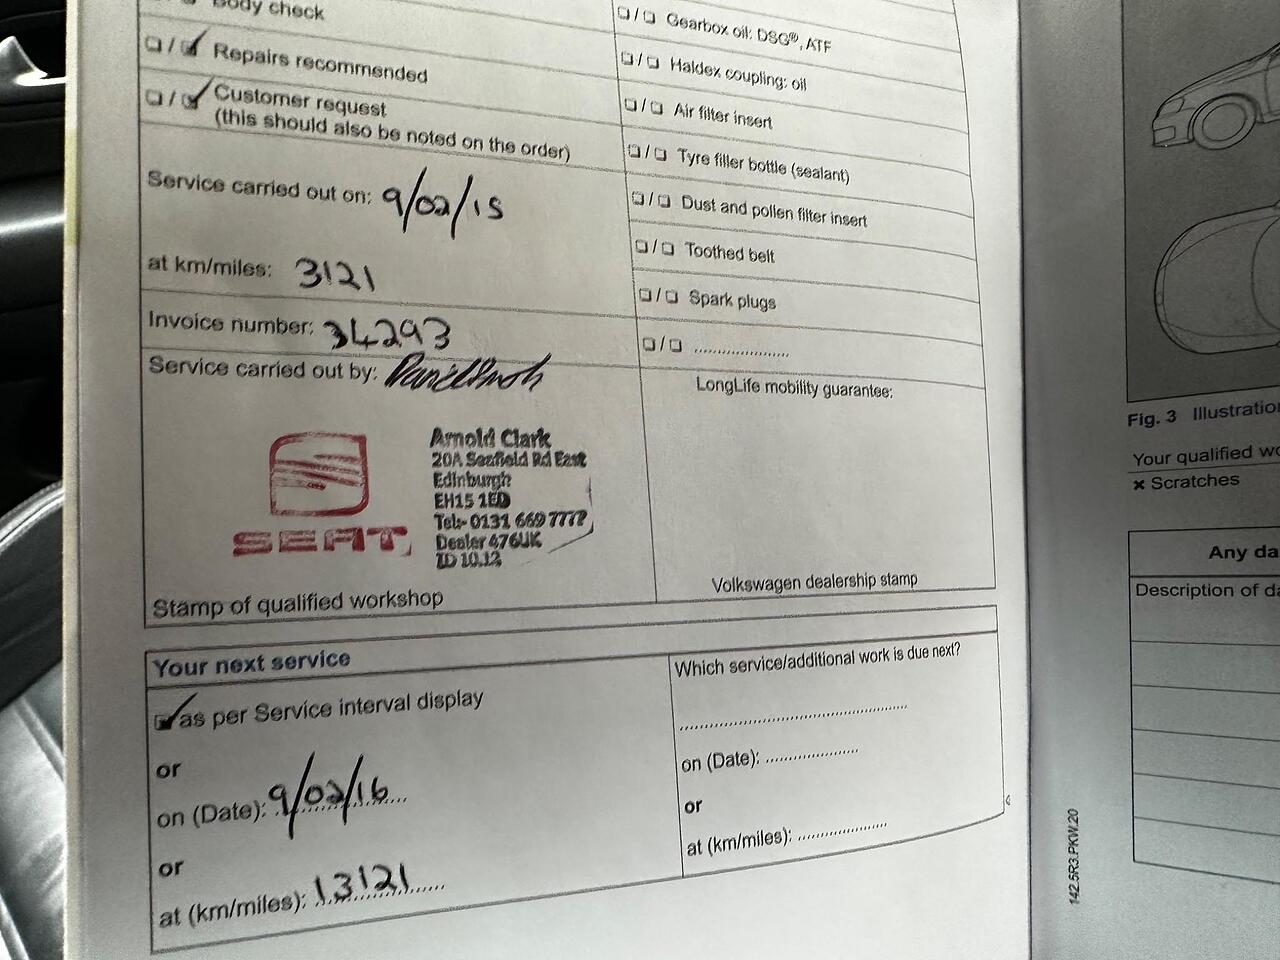 Body check
❏ / ☑ Repairs recommended
❏ / ☑ Customer request
(this should also be noted on the order)
Service carried out on: 9/02/15
at km/miles: 3121
Invoice number: 34293
Service carried out by:
SEAT
Arnold Clark
20A Seafield Rd East
Edinburgh
EH15 1ED
Tel:- 0131 669 7777
Dealer 476UK
TD 10.12
Stamp of qualified workshop
❏ / ❏ Gearbox oil: DSG®, ATF
❏ / ❏ Haldex coupling: oil
❏ / ❏ Air filter insert
❏ / ❏ Tyre filler bottle (sealant)
❏ / ❏ Dust and pollen filter insert
❏ / ❏ Toothed belt
❏ / ❏ Spark plugs
❏ / ❏ .....................
LongLife mobility guarantee:
Volkswagen dealership stamp
Your next service
☑ as per Service interval display
or
on (Date): 9/02/16
or
at (km/miles): 13121
Which service/additional work is due next?
on (Date): .....................
or
at (km/miles): .....................
142.5R3.PKW.20
Fig. 3 Illustratio
Your qualified wo
× Scratches
Any da
Description of da